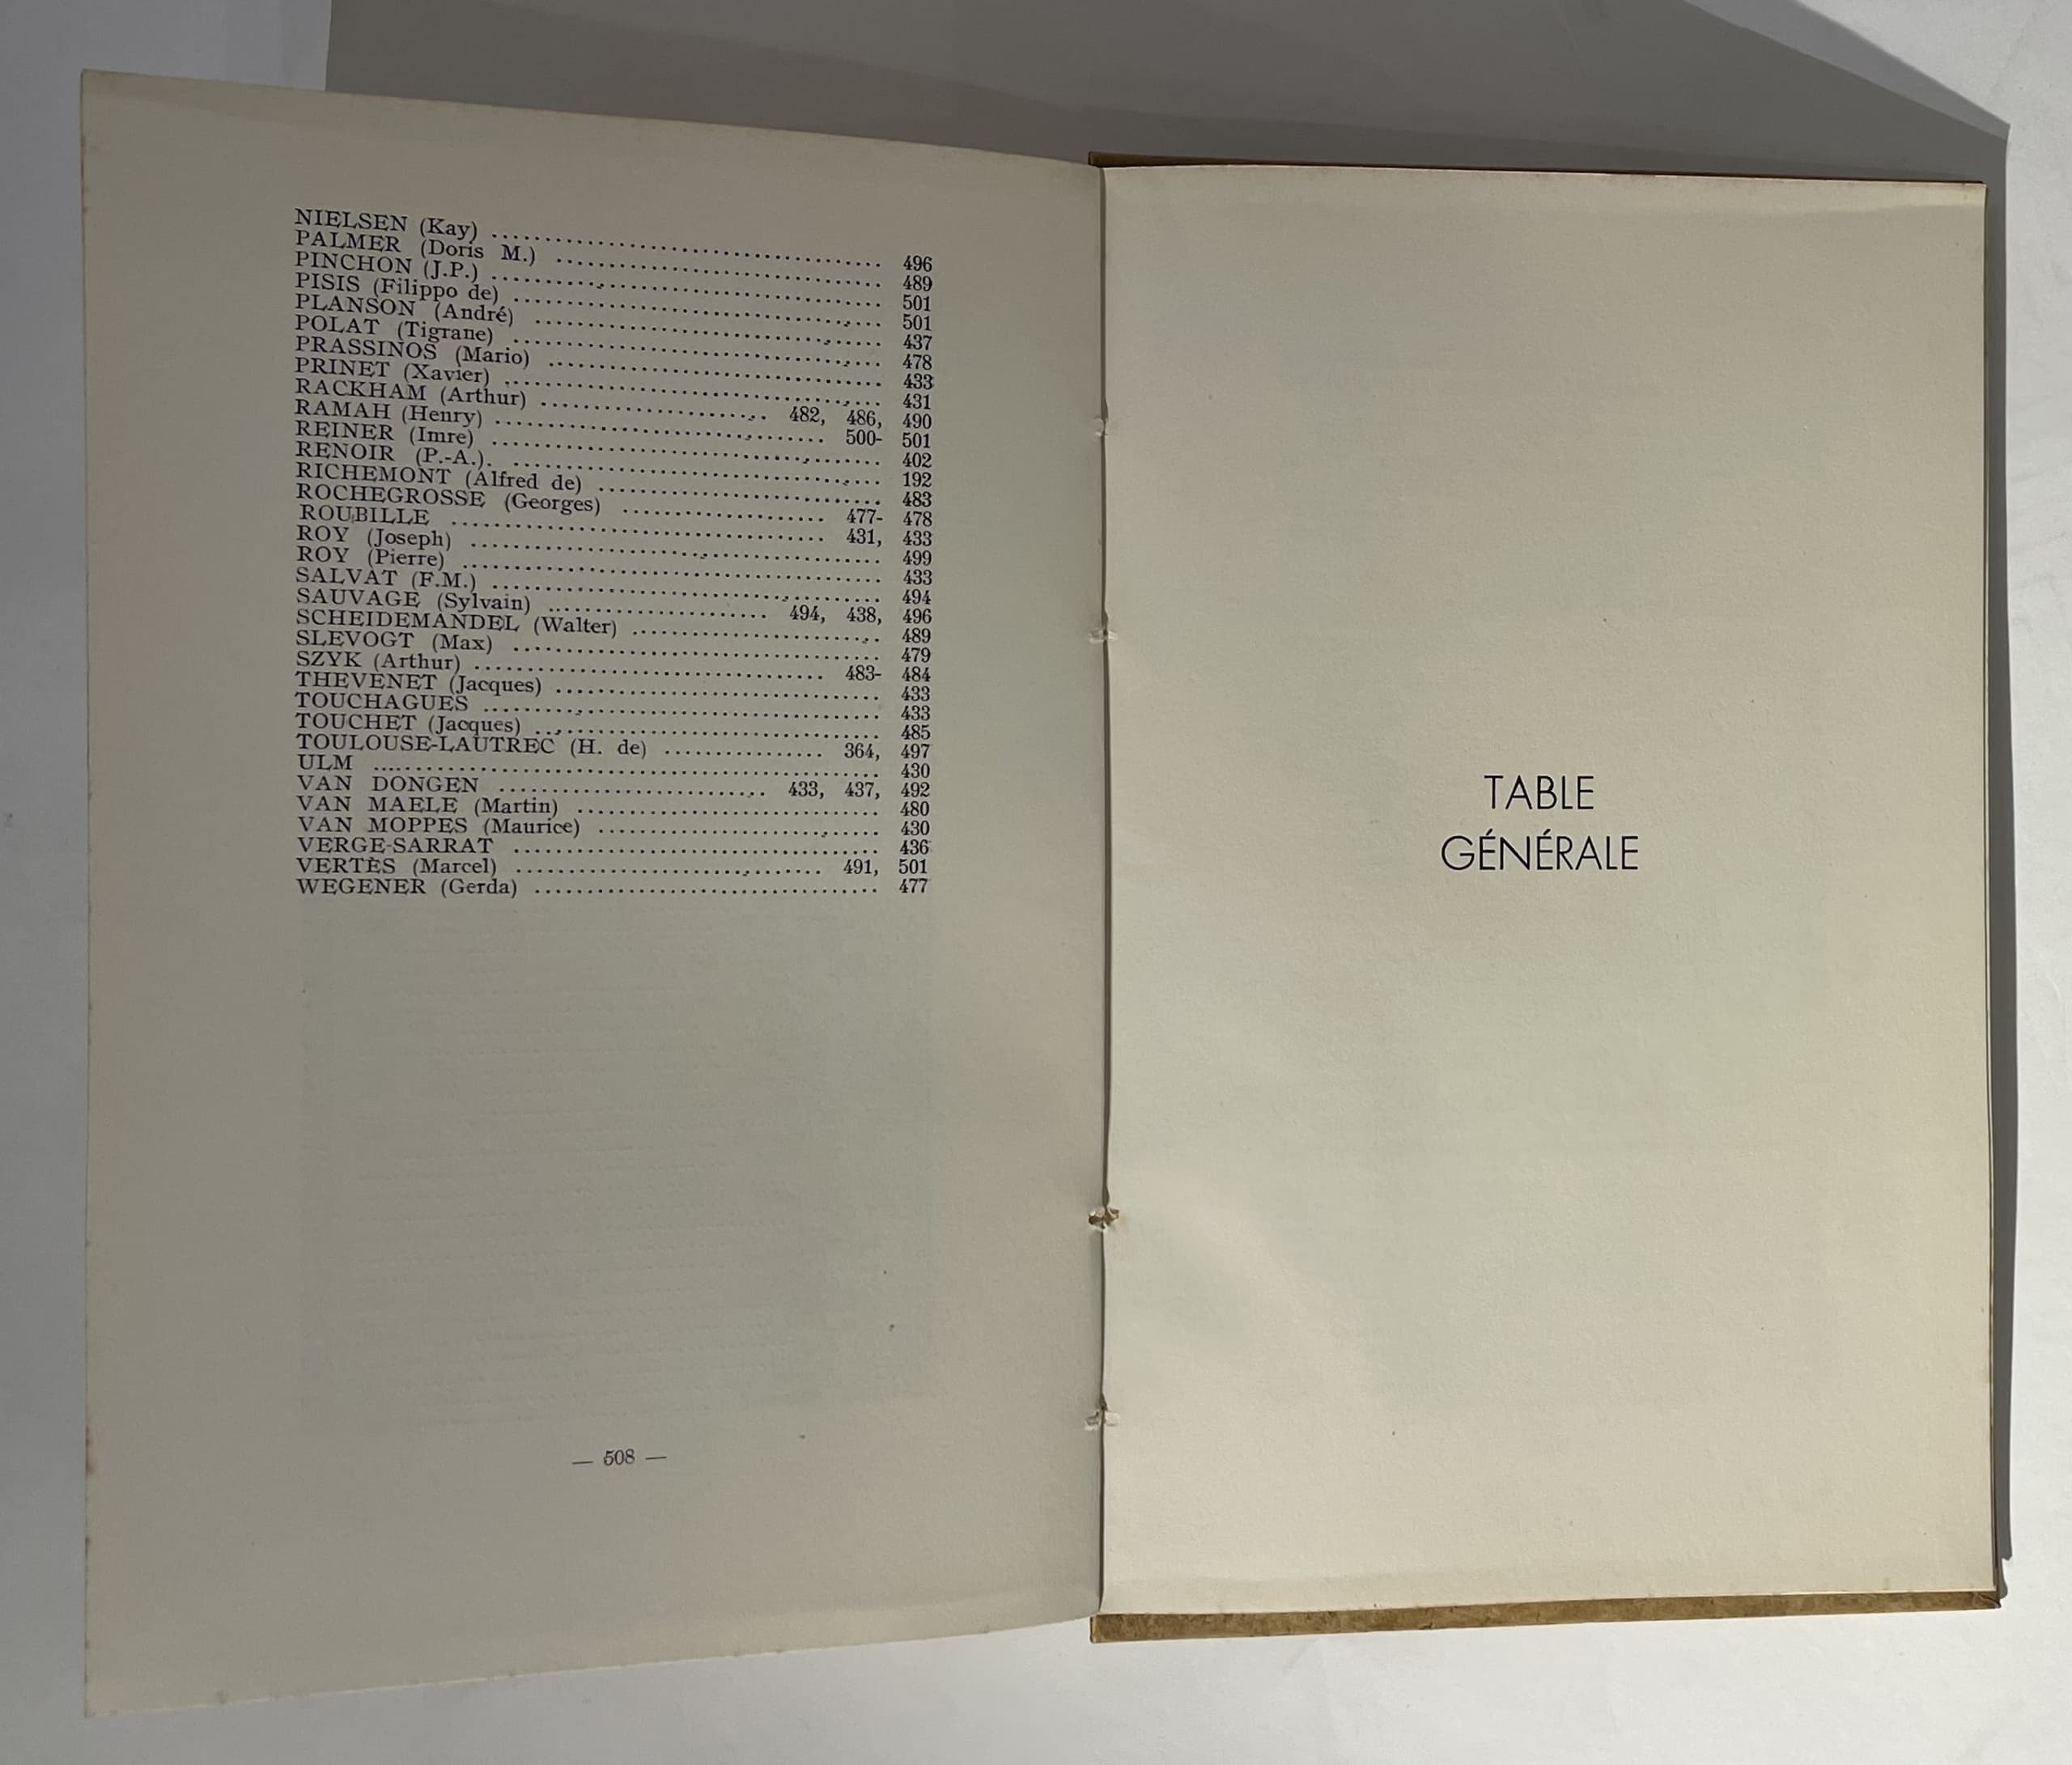 NIELSEN (Kay) ........ 496
PALMER (Doris M.) ........ 489
PINCHON (J.P.) ........ 501
PISIS (Filippo de) ........ 501
PLANSON (André) ........ 437
POLAT (Tigrane) ........ 478
PRASSINOS (Mario) ........ 433
PRINET (Xavier) ........ 431
RACKHAM (Arthur) ........ 482, 486, 490
RAMAH (Henry) ........ 500- 501
REINER (Imre) ........ 402
RENOIR (P.-A.). ........ 192
RICHEMONT (Alfred de) ........ 483
ROCHEGROSSE (Georges) ........ 477- 478
ROUBILLE ........ 431, 433
ROY (Joseph) ........ 499
ROY (Pierre) ........ 433
SALVAT (F.M.) ........ 494
SAUVAGE (Sylvain) ........ 494, 438, 496
SCHEIDEMANDEL (Walter) ........ 489
SLEVOGT (Max) ........ 479
SZYK (Arthur) ........ 483- 484
THEVENET (Jacques) ........ 433
TOUCHAGUES ........ 433
TOUCHET (Jacques) ........ 485
TOULOUSE-LAUTREC (H. de) ........ 364, 497
ULM ........ 430
VAN DONGEN ........ 433, 437, 492
VAN MAELE (Martin) ........ 480
VAN MOPPES (Maurice) ........ 430
VERGE-SARRAT ........ 436
VERTÈS (Marcel) ........ 491, 501
WEGENER (Gerda) ........ 477
— 508 —
TABLE
GÉNÉRALE